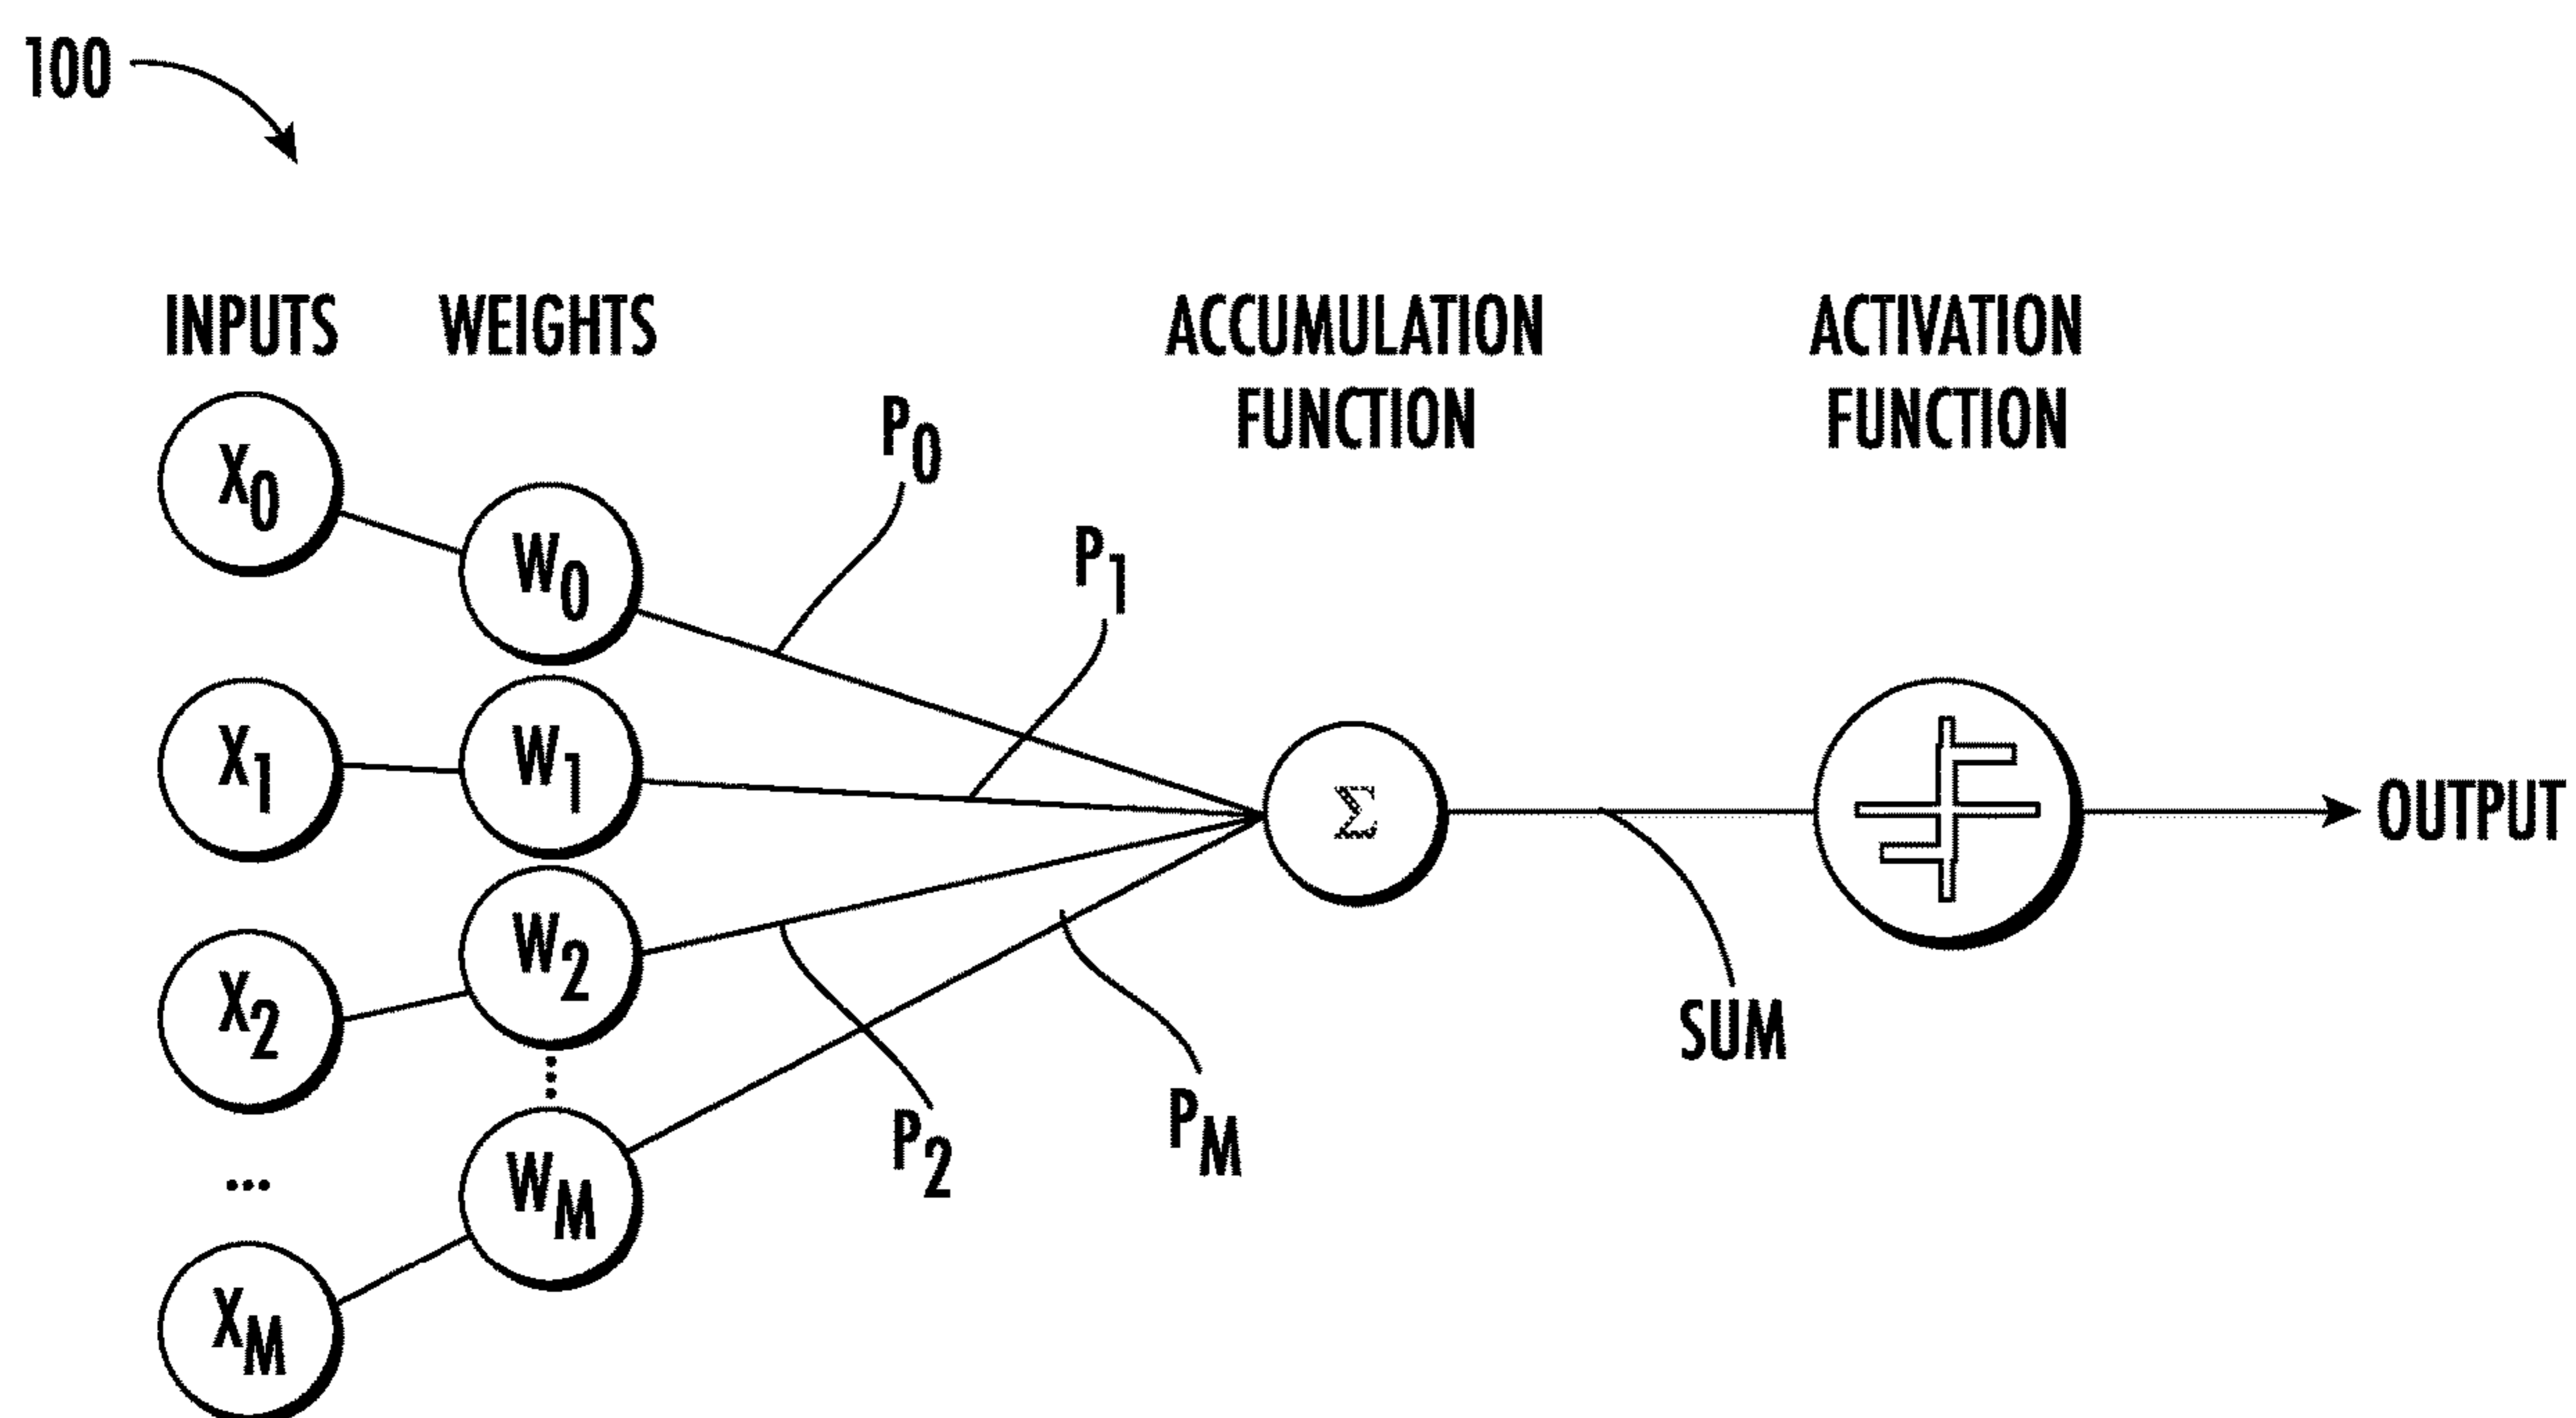 100
INPUTS
WEIGHTS
ACCUMULATION
FUNCTION
ACTIVATION
FUNCTION
X0
W0
P0
P1
X1
W1
Σ
OUTPUT
X2
W2
SUM
...
P2
PM
...
WM
XM